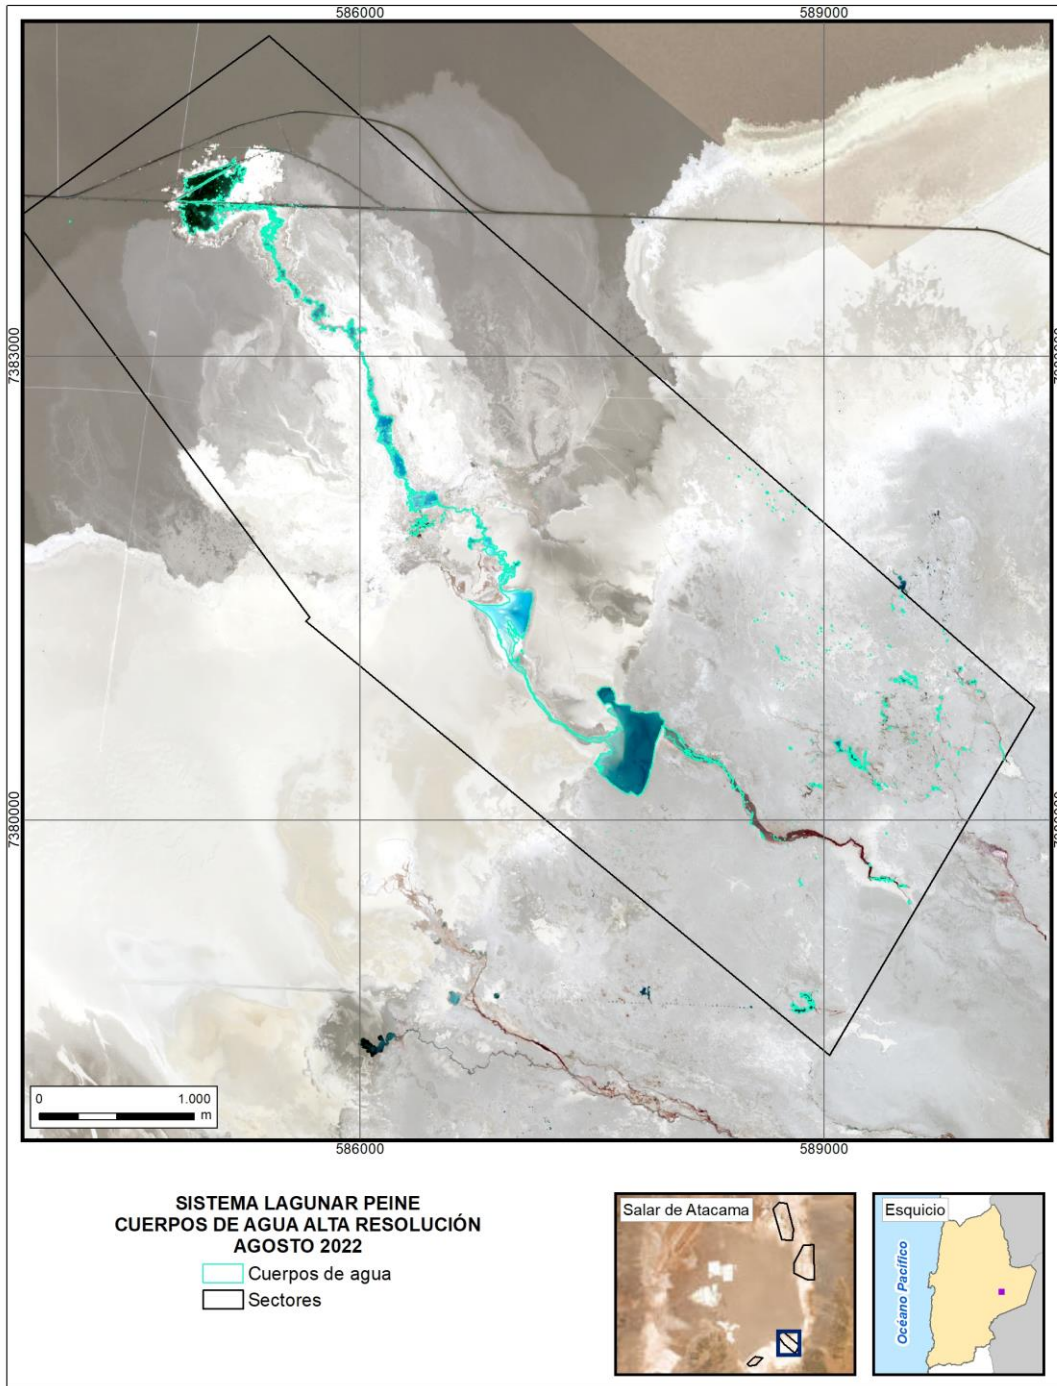 586000
589000
7383000
7380000
0
1.000
m
586000
589000
SISTEMA LAGUNAR PEINE
CUERPOS DE AGUA ALTA RESOLUCIÓN
AGOSTO 2022
Cuerpos de agua
Sectores
Salar de Atacama
Esquicio
Océano Pacífico